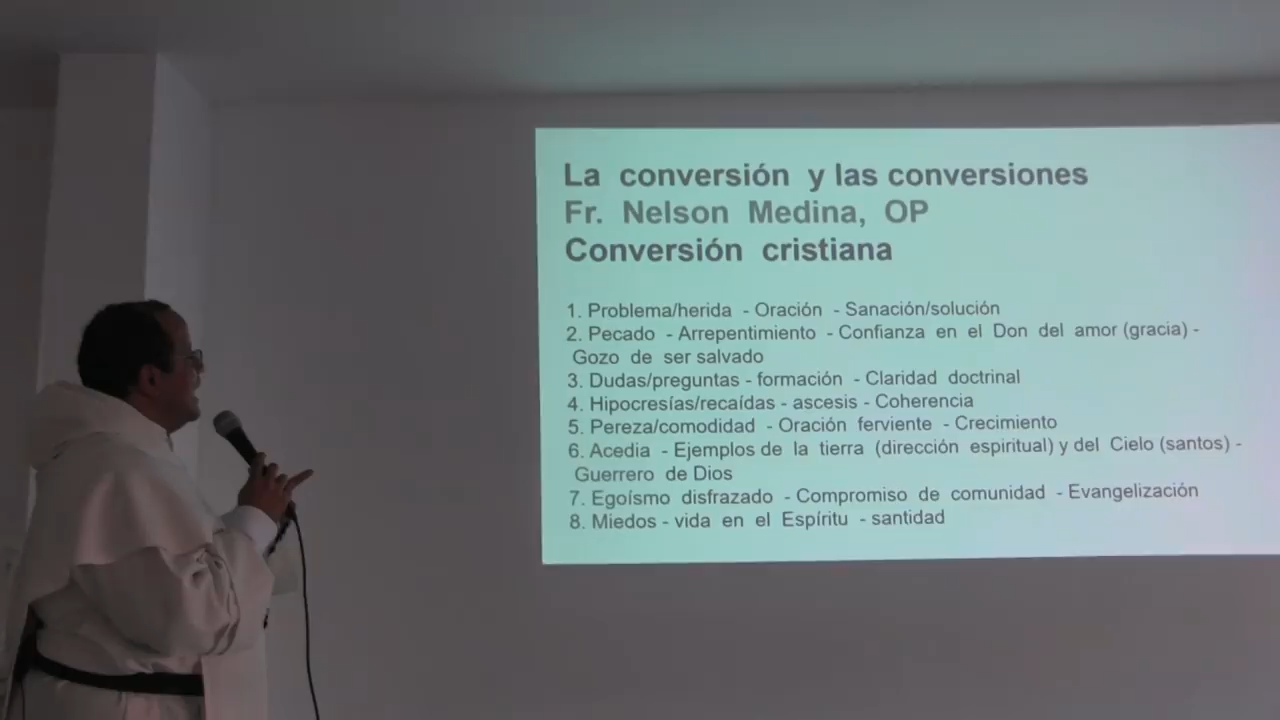 La conversión y las conversiones
Fr. Nelson Medina, OP
Conversión cristiana
1. Problema/herida - Oración - Sanación/solución
2. Pecado - Arrepentimiento - Confianza en el Don del amor (gracia) -
Gozo de ser salvado
3. Dudas/preguntas - formación - Claridad doctrinal
4. Hipocresías/recaídas - ascesis - Coherencia
5. Pereza/comodidad - Oración ferviente - Crecimiento
6. Acedia - Ejemplos de la tierra (dirección espiritual) y del Cielo (santos) -
Guerrero de Dios
7. Egoísmo disfrazado - Compromiso de comunidad - Evangelización
8. Miedos - vida en el Espíritu - santidad